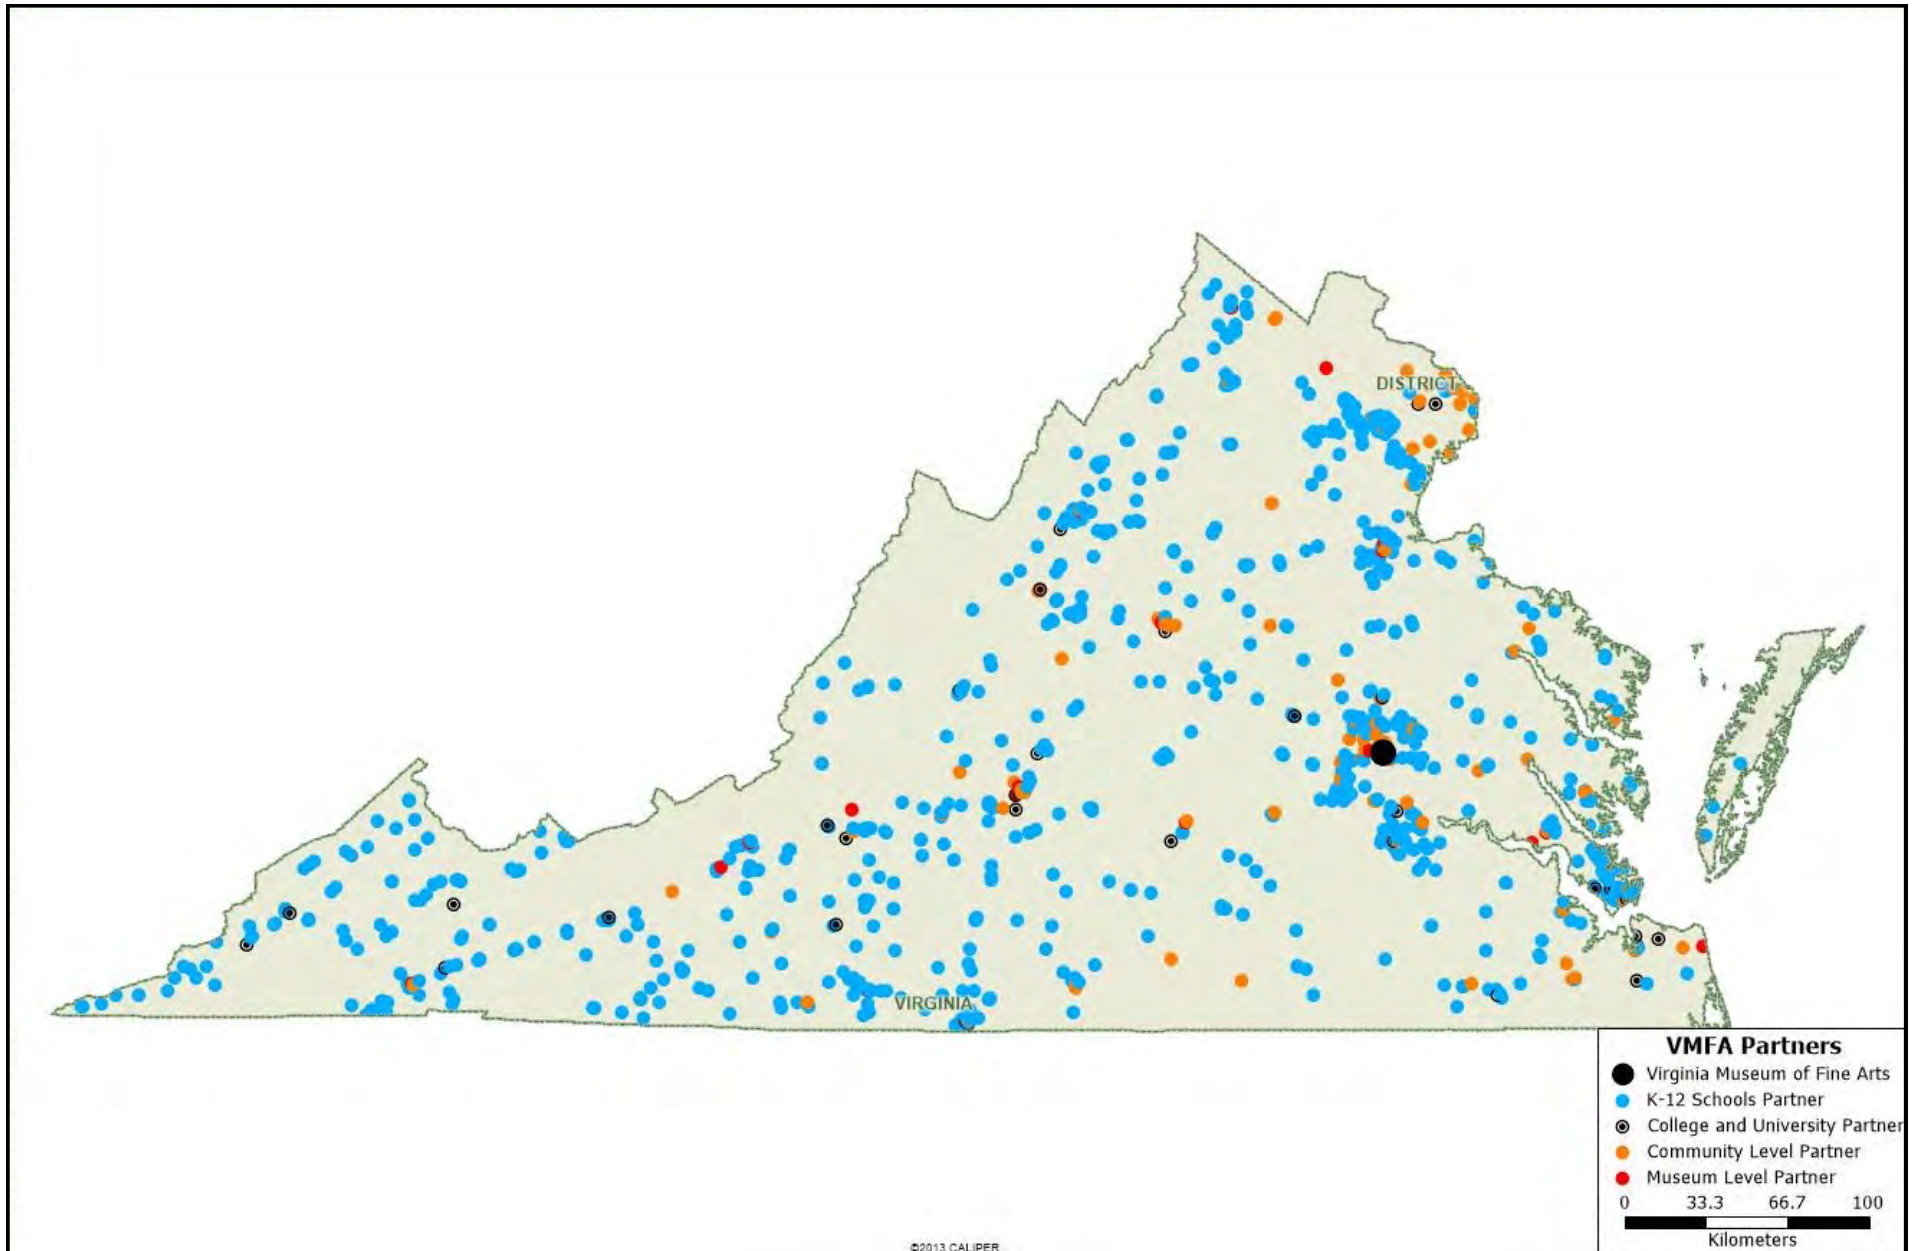 DISTRICT
VIRGINIA
VMFA Partners
Virginia Museum of Fine Arts
K-12 Schools Partner
College and University Partner
Community Level Partner
Museum Level Partner
0 33.3 66.7 100
Kilometers
©2013 CALIPER